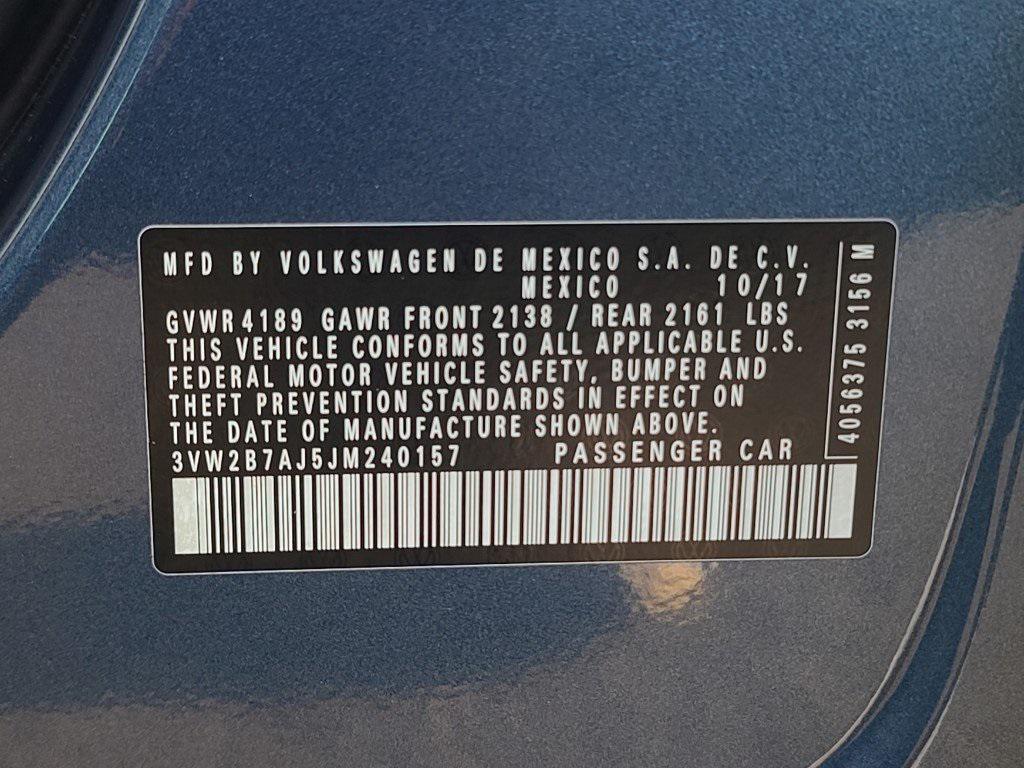 MFD BY VOLKSWAGEN DE MEXICO S.A. DE C.V.
MEXICO 10/17
GVWR 4189 GAWR FRONT 2138 / REAR 2161 LBS
THIS VEHICLE CONFORMS TO ALL APPLICABLE U.S.
FEDERAL MOTOR VEHICLE SAFETY, BUMPER AND
THEFT PREVENTION STANDARDS IN EFFECT ON
THE DATE OF MANUFACTURE SHOWN ABOVE.
3VW2B7AJ5JM240157 PASSENGER CAR
4056375 3156 M